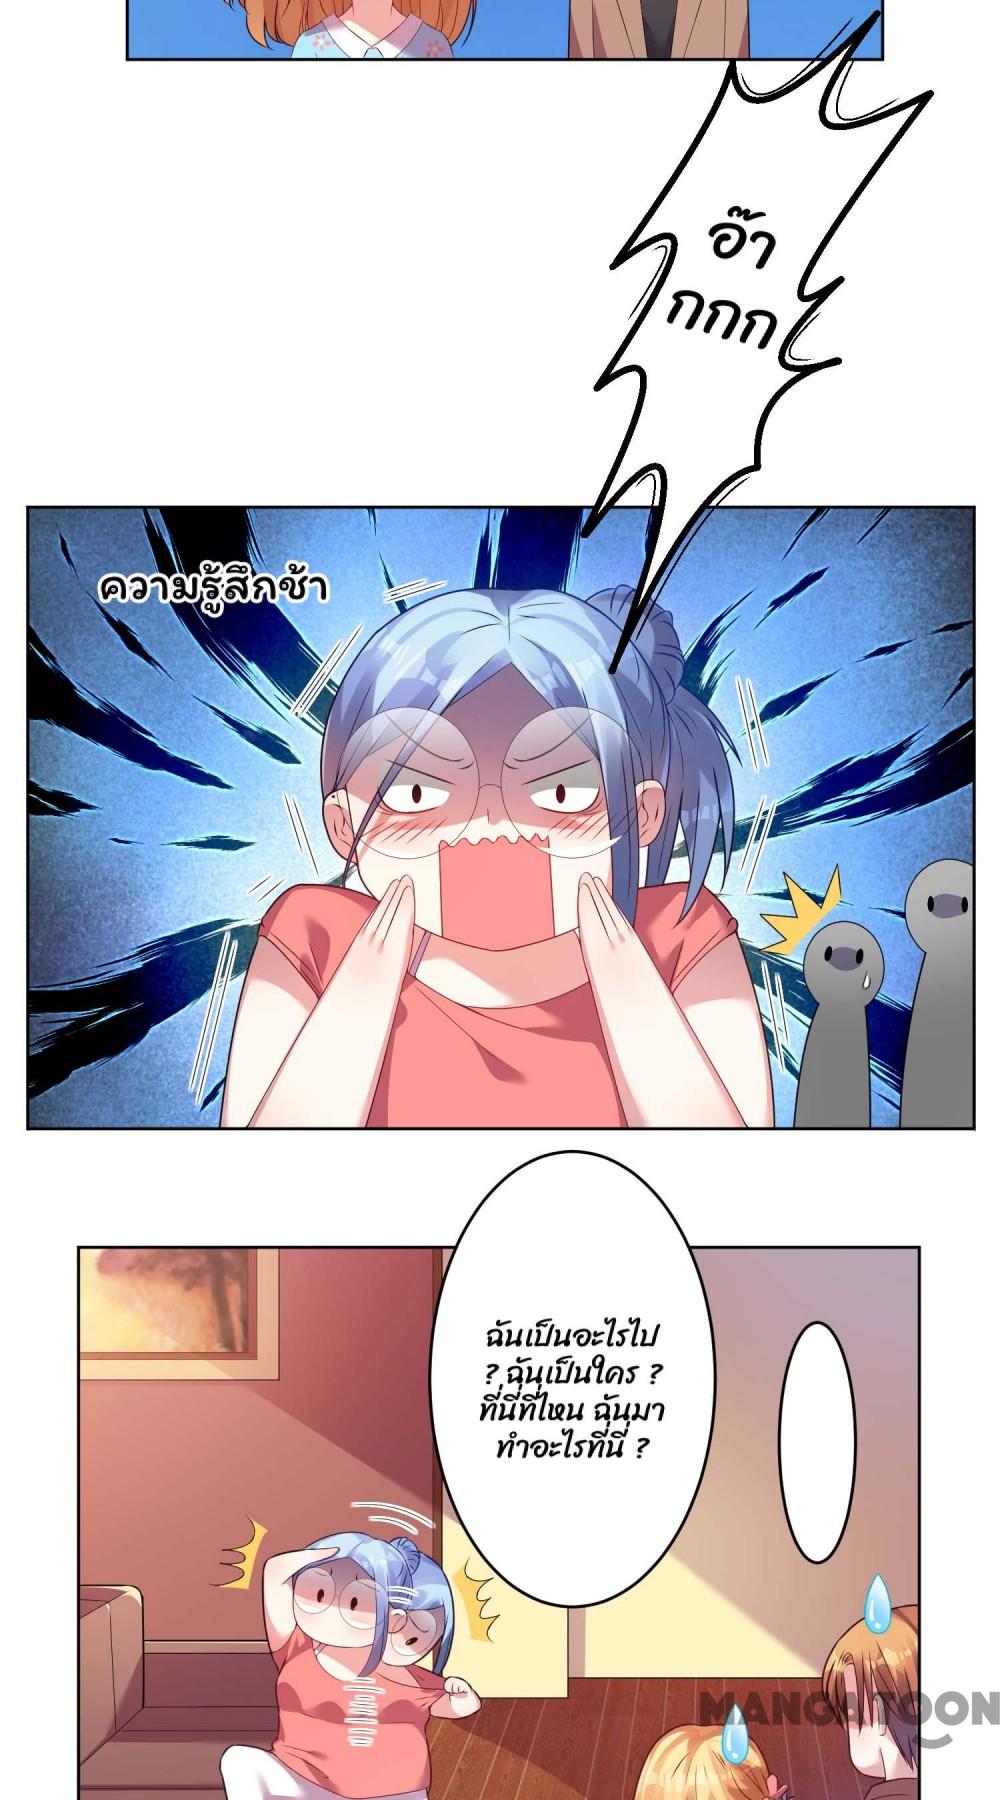 อ๊า
กกก
ความรู้สึกช้า
ฉันเป็นอะไรไป
? ฉันเป็นใคร ?
ที่นี่ที่ไหน ฉันมา
ทำอะไรที่นี่ ?
MANGATOON